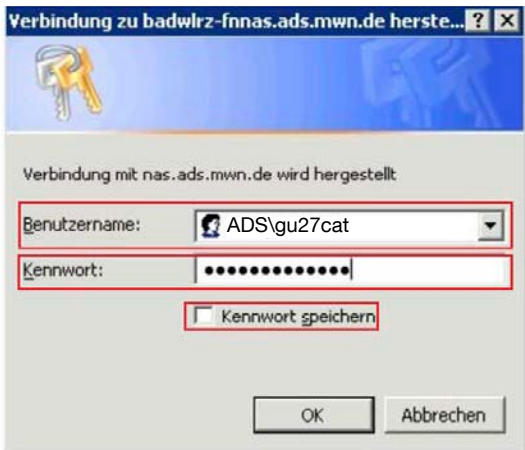 Verbindung zu badwlrz-fnnas.ads.mwn.de herste...
Verbindung mit nas.ads.mwn.de wird hergestellt
Benutzername: ADS\gu27cat
Kennwort: •••••••••••••
Kennwort speichern
OK Abbrechen